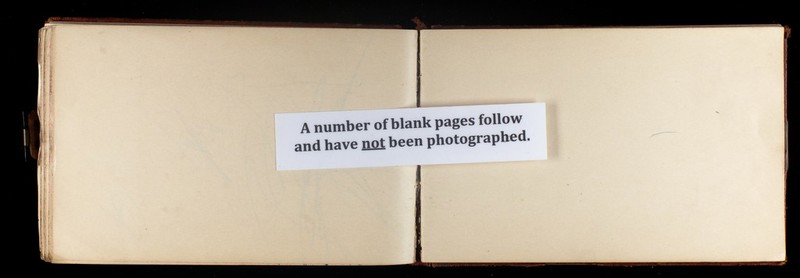 A number of blank pages follow
and have not been photographed.